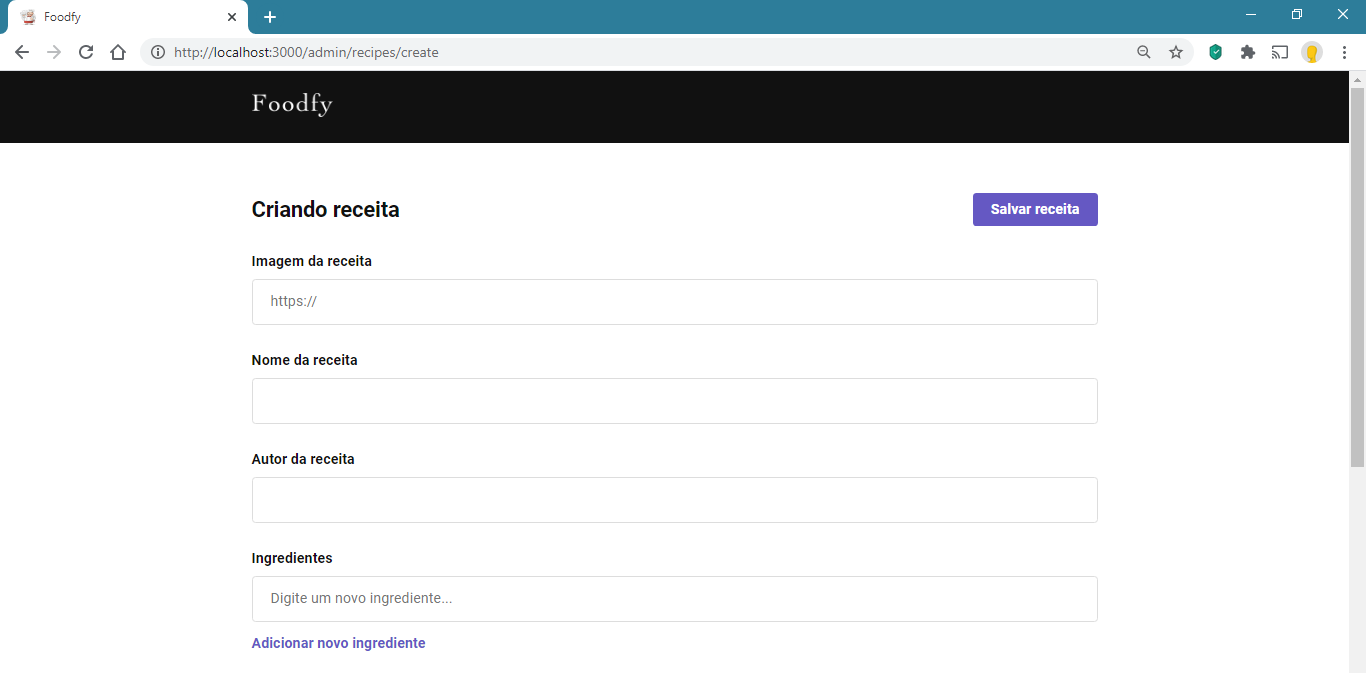 Foodfy
http://localhost:3000/admin/recipes/create
Foodfy
Criando receita
Salvar receita
Imagem da receita
https://
Nome da receita
Autor da receita
Ingredientes
Digite um novo ingrediente...
Adicionar novo ingrediente